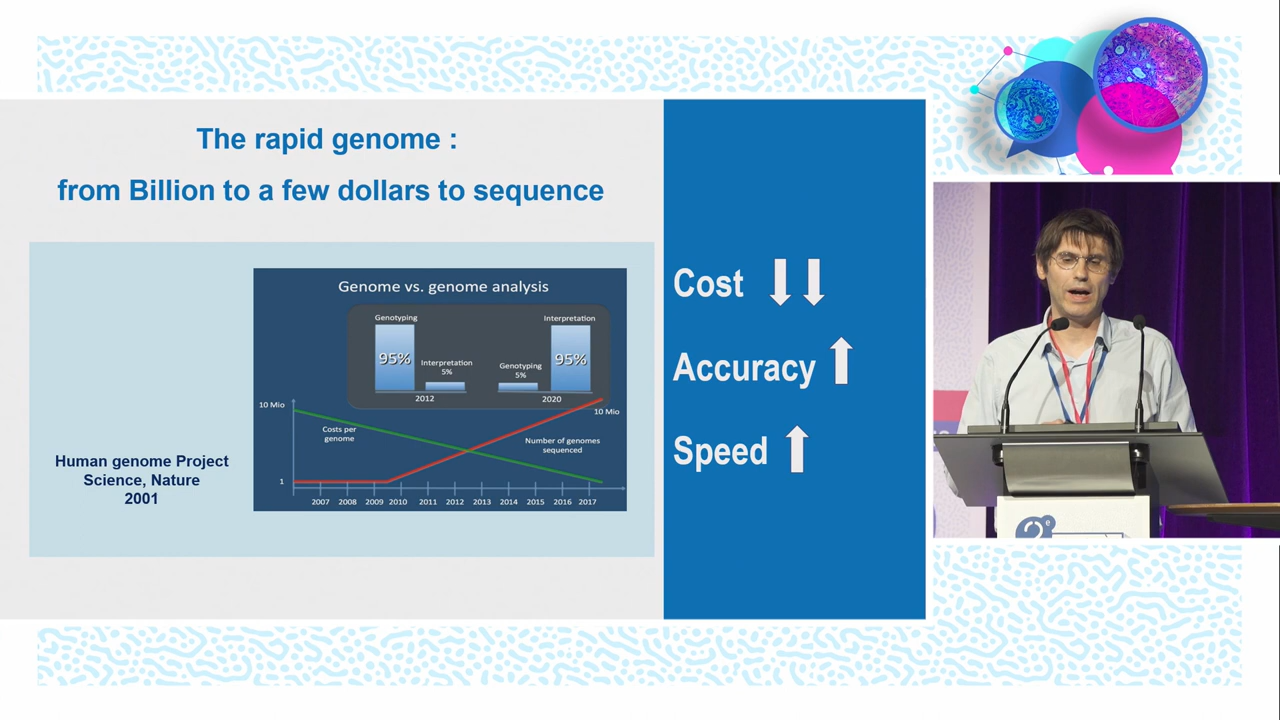 The rapid genome :
from Billion to a few dollars to sequence
Human genome Project
Science, Nature
2001
Genome vs. genome analysis
Genotyping
95%
Interpretation
5%
2012
Genotyping
5%
Interpretation
95%
2020
10 Mio
Costs per
genome
10 Mio
Number of genomes
sequenced
1
2007 2008 2009 2010 2011 2012 2013 2014 2015 2016 2017
Cost
Accuracy
Speed
2e